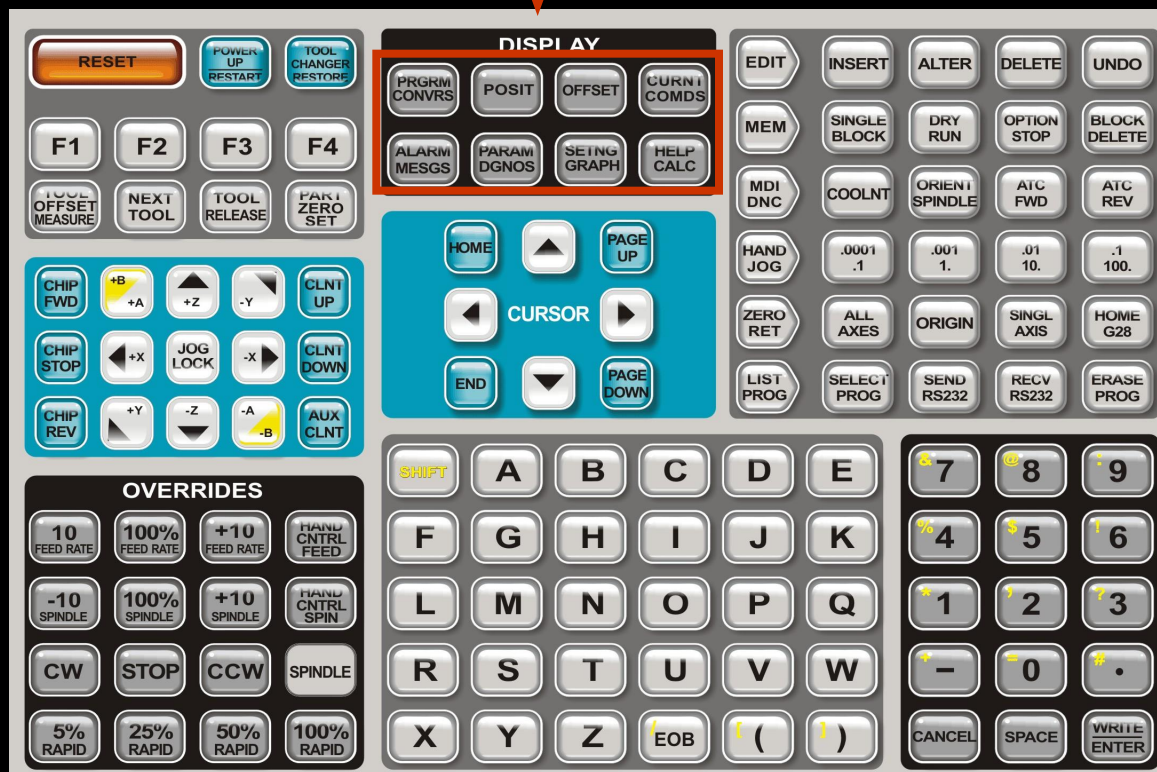 RESET
POWER
UP
RESTART
TOOL
CHANGER
RESTORE
F1
F2
F3
F4
TOOL
OFFSET
MEASURE
NEXT
TOOL
TOOL
RELEASE
PART
ZERO
SET
CHIP
FWD
+B
+A
+Z
-Y
CLNT
UP
CHIP
STOP
+X
JOG
LOCK
-X
CLNT
DOWN
CHIP
REV
+Y
-Z
-A
-B
AUX
CLNT
OVERRIDES
10
FEED RATE
100%
FEED RATE
+10
FEED RATE
HAND
CNTRL
FEED
-10
SPINDLE
100%
SPINDLE
+10
SPINDLE
HAND
CNTRL
SPIN
CW
STOP
CCW
SPINDLE
5%
RAPID
25%
RAPID
50%
RAPID
100%
RAPID
DISPLAY
PRGRM
CONVRS
POSIT
OFFSET
CURNT
COMDS
ALARM
MESGS
PARAM
DGNOS
SETNG
GRAPH
HELP
CALC
HOME
PAGE
UP
CURSOR
END
PAGE
DOWN
EDIT
INSERT
ALTER
DELETE
UNDO
MEM
SINGLE
BLOCK
DRY
RUN
OPTION
STOP
BLOCK
DELETE
MDI
DNC
COOLNT
ORIENT
SPINDLE
ATC
FWD
ATC
REV
HAND
JOG
.0001
.1
.001
1.
.01
10.
.1
100.
ZERO
RET
ALL
AXES
ORIGIN
SINGL
AXIS
HOME
G28
LIST
PROG
SELECT
PROG
SEND
RS232
RECV
RS232
ERASE
PROG
SHIFT
A
B
C
D
E
F
G
H
I
J
K
L
M
N
O
P
Q
R
S
T
U
V
W
X
Y
Z
/ EOB
[ (
] )
& 7
@ 8
: 9
% 4
$ 5
! 6
* 1
, 2
? 3
+ -
= 0
# .
CANCEL
SPACE
WRITE
ENTER